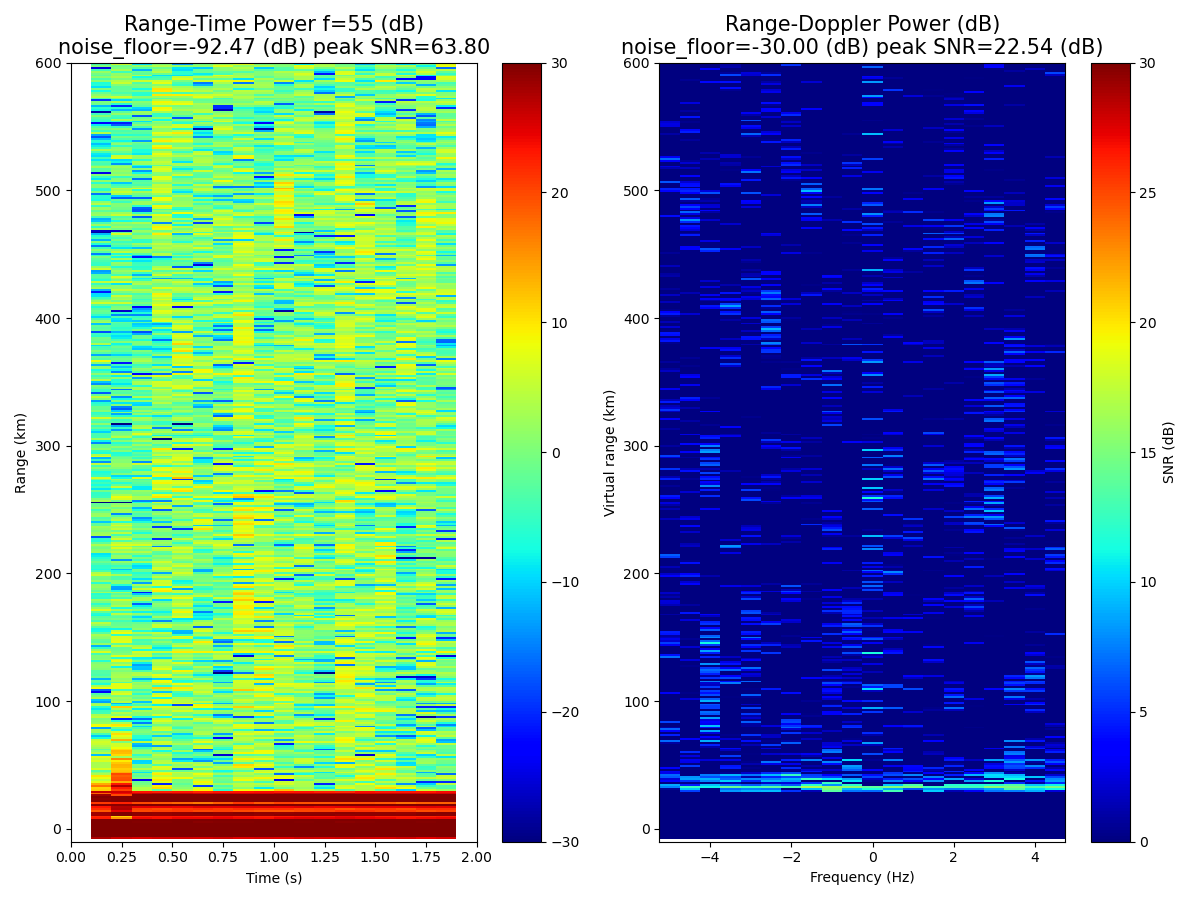 Range-Time Power f=55 (dB)
noise_floor=-92.47 (dB) peak SNR=63.80
Range (km)
600
500
400
300
200
100
0
0.00 0.25 0.50 0.75 1.00 1.25 1.50 1.75 2.00
Time (s)
30
20
10
0
−10
−20
−30
Range-Doppler Power (dB)
noise_floor=-30.00 (dB) peak SNR=22.54 (dB)
Virtual range (km)
600
500
400
300
200
100
0
−4 −2 0 2 4
Frequency (Hz)
30
25
20
15
10
5
0
SNR (dB)